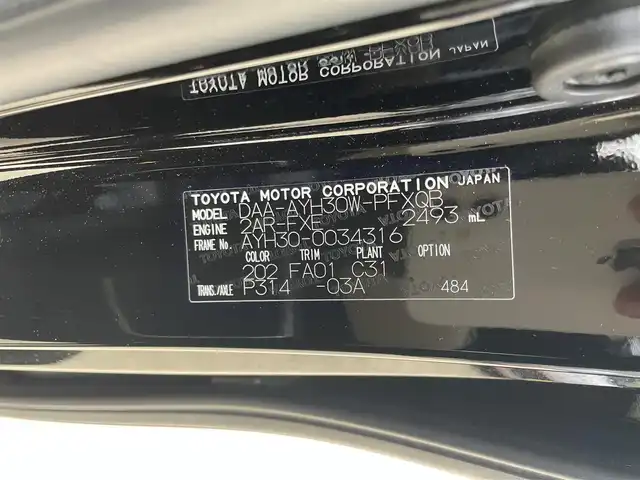 TOYOTA MOTOR CORPORATION JAPAN
MODEL DAA-AYH30W-PFXQB
ENGINE 2AR-FXE 2493 mL
FRAME No. AYH30-0034316
COLOR TRIM PLANT OPTION
202 FA01 C31
TRANS./AXLE P314 -03A 484